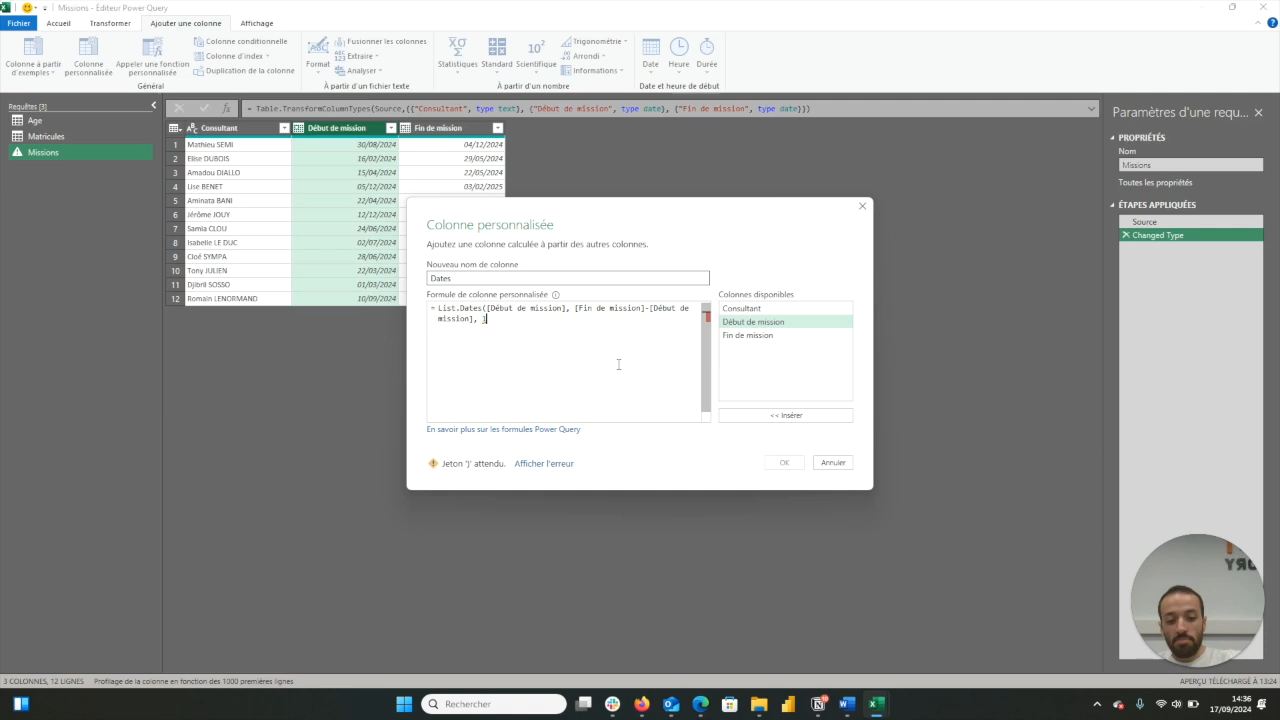 Missions - Éditeur Power Query
Fichier
Accueil
Transformer
Ajouter une colonne
Affichage
Colonne à partir
d'exemples
Colonne
personnalisée
Appeler une fonction
personnalisée
Colonne conditionnelle
Colonne d'index
Duplication de la colonne
Général
Format
Fusionner les colonnes
Extraire
Analyser
À partir d'un fichier texte
Statistiques
Standard
Scientifique
Trigonométrie
Arrondi
Informations
À partir d'un nombre
Date
Heure
Durée
Date et heure de début
Requêtes [3]
Age
Matricules
Missions
= Table.TransformColumnTypes(Source,{{"Consultant", type text}, {"Début de mission", type date}, {"Fin de mission", type date}})
Consultant Début de mission Fin de mission
1 Mathieu SEMI 30/08/2024 04/12/2024
2 Elise DUBOIS 16/02/2024 29/05/2024
3 Amadou DIALLO 15/04/2024 22/05/2024
4 Lise BENET 05/12/2024 03/02/2025
5 Aminata BANI 22/04/2024
6 Jérôme JOUY 12/12/2024
7 Samia CLOU 24/06/2024
8 Isabelle LE DUC 02/07/2024
9 Cloé SYMPA 28/06/2024
10 Tony JULIEN 22/03/2024
11 Djibril SOSSO 01/03/2024
12 Romain LENORMAND 10/09/2024
Colonne personnalisée
Ajoutez une colonne calculée à partir des autres colonnes.
Nouveau nom de colonne
Dates
Formule de colonne personnalisée
= List.Dates([Début de mission], [Fin de mission]-[Début de
mission],
Colonnes disponibles
Consultant
Début de mission
Fin de mission
<< Insérer
En savoir plus sur les formules Power Query
Jeton ')' attendu. Afficher l'erreur
OK
Annuler
Paramètres d'une requ...
PROPRIÉTÉS
Nom
Missions
Toutes les propriétés
ÉTAPES APPLIQUÉES
Source
Changed Type
3 COLONNES, 12 LIGNES Profilage de la colonne en fonction des 1000 premières lignes
APERÇU TÉLÉCHARGÉ À 13:24
Rechercher
14:36
17/09/2024